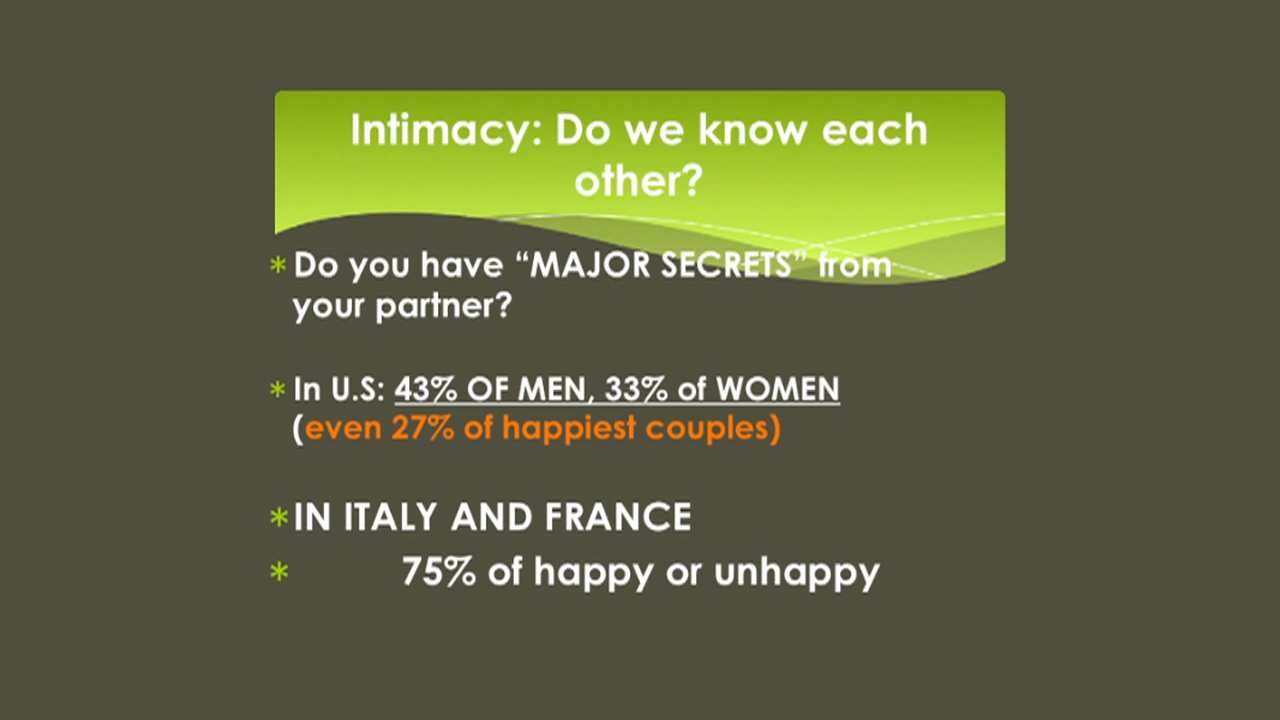 Intimacy: Do we know each
other?
* Do you have “MAJOR SECRETS” from
your partner?
* In U.S: 43% OF MEN, 33% of WOMEN
(even 27% of happiest couples)
* IN ITALY AND FRANCE
* 75% of happy or unhappy